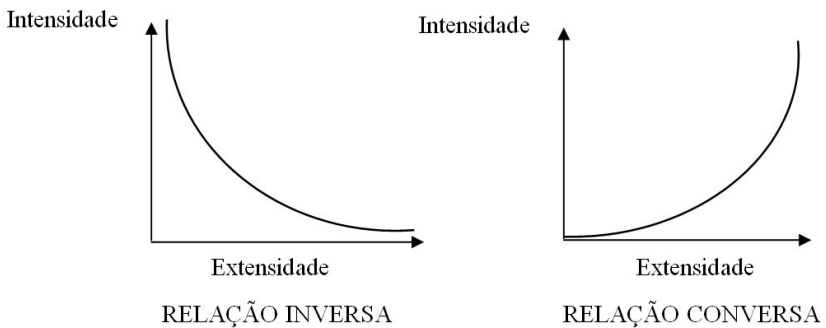 Intensidade
Intensidade
Extensidade
Extensidade
RELAÇÃO INVERSA
RELAÇÃO CONVERSA